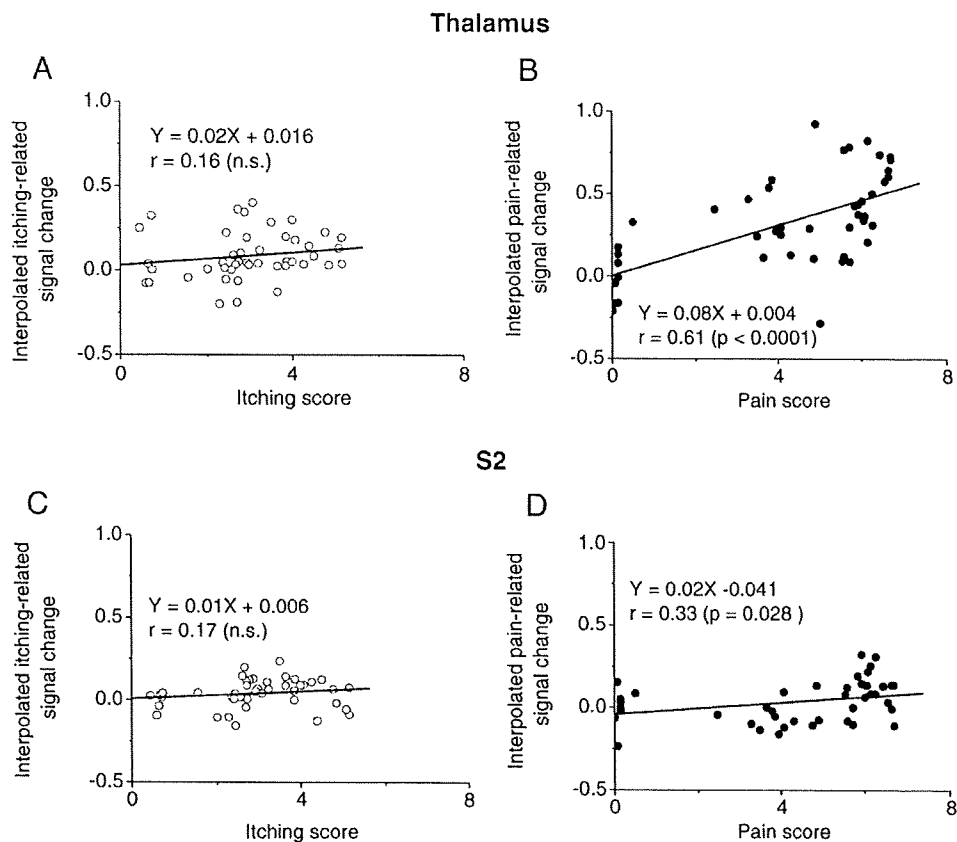 Thalamus
A
B
Interpolated itching-related
signal change
1.0
0.5
0.0
-0.5
Y = 0.02X + 0.016
r = 0.16 (n.s.)
0
4
8
Itching score
Interpolated pain-related
signal change
1.0
0.5
0.0
-0.5
Y = 0.08X + 0.004
r = 0.61 (p < 0.0001)
0
4
8
Pain score
S2
C
D
Interpolated itching-related
signal change
1.0
0.5
0.0
-0.5
Y = 0.01X + 0.006
r = 0.17 (n.s.)
0
4
8
Itching score
Interpolated pain-related
signal change
1.0
0.5
0.0
-0.5
Y = 0.02X -0.041
r = 0.33 (p = 0.028 )
0
4
8
Pain score